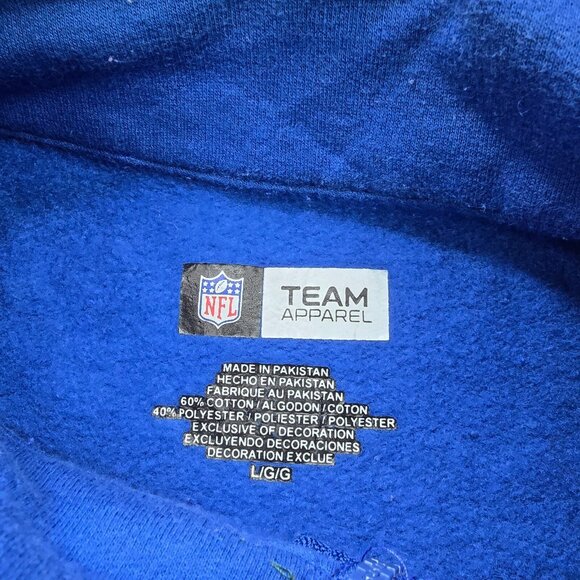 NFL
TEAM
APPAREL
MADE IN PAKISTAN
HECHO EN PAKISTAN
FABRIQUE AU PAKISTAN
60% COTTON / ALGODON / COTON
40% POLYESTER / POLIESTER / POLYESTER
EXCLUSIVE OF DECORATION
EXCLUYENDO DECORACIONES
DECORATION EXCLUE
L/G/G